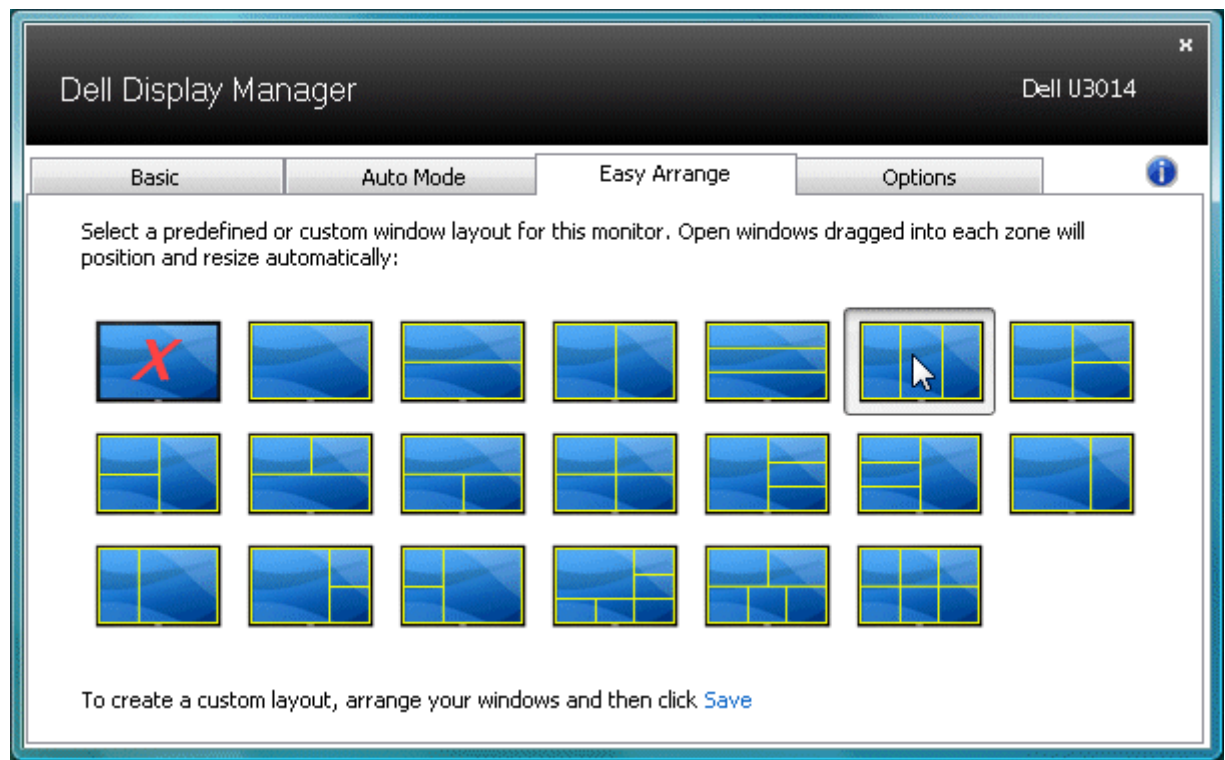 Dell Display Manager
Dell U3014
Basic
Auto Mode
Easy Arrange
Options
Select a predefined or custom window layout for this monitor. Open windows dragged into each zone will
position and resize automatically:
X
To create a custom layout, arrange your windows and then click Save